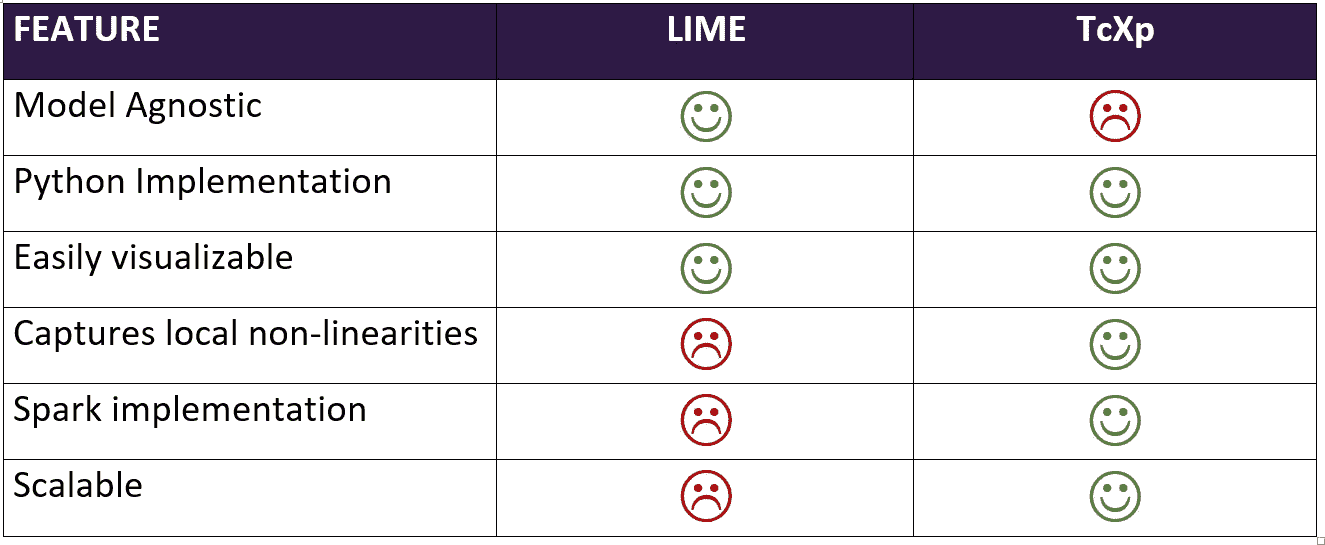 FEATURE LIME TcXp
Model Agnostic
Python Implementation
Easily visualizable
Captures local non-linearities
Spark implementation
Scalable